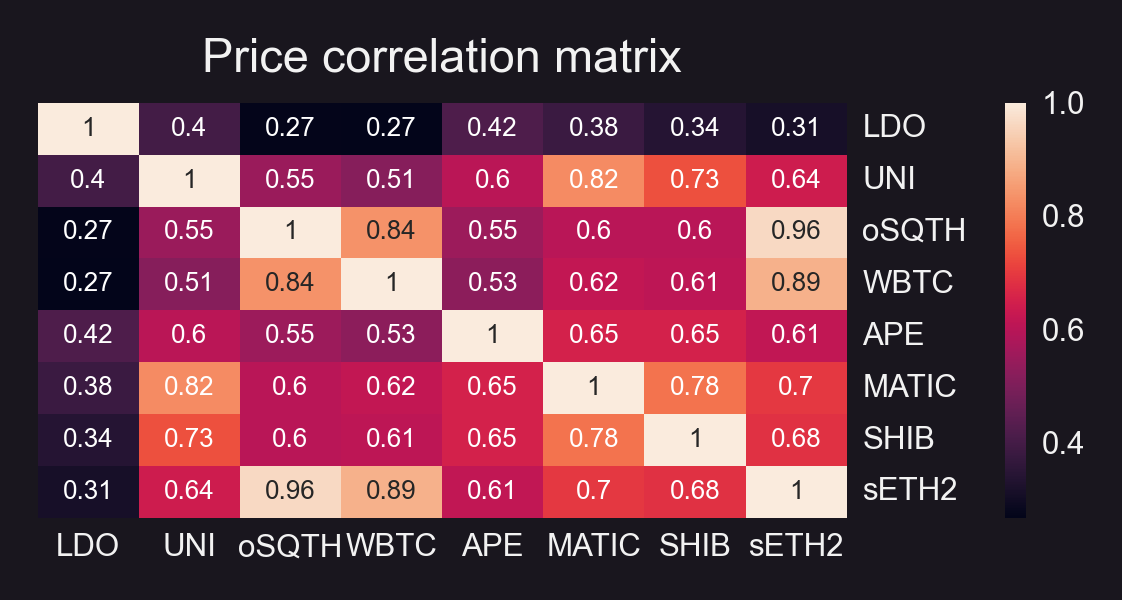 Price correlation matrix
1 0.4 0.27 0.27 0.42 0.38 0.34 0.31 LDO
0.4 1 0.55 0.51 0.6 0.82 0.73 0.64 UNI
0.27 0.55 1 0.84 0.55 0.6 0.6 0.96 oSQTH
0.27 0.51 0.84 1 0.53 0.62 0.61 0.89 WBTC
0.42 0.6 0.55 0.53 1 0.65 0.65 0.61 APE
0.38 0.82 0.6 0.62 0.65 1 0.78 0.7 MATIC
0.34 0.73 0.6 0.61 0.65 0.78 1 0.68 SHIB
0.31 0.64 0.96 0.89 0.61 0.7 0.68 1 sETH2
LDO UNI oSQTH WBTC APE MATIC SHIB sETH2
1.0
0.8
0.6
0.4